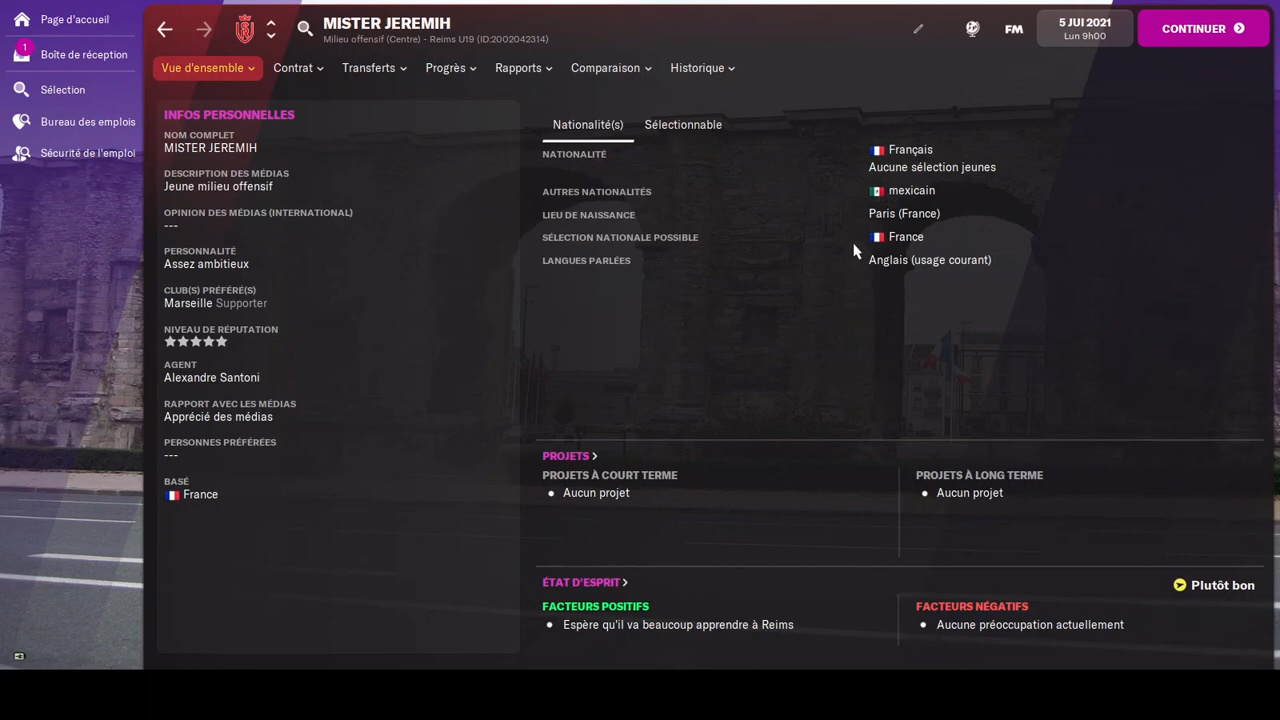 Page d'accueil
1
Boîte de réception
Sélection
Bureau des emplois
Sécurité de l'emploi
MISTER JEREMIH
Milieu offensif (Centre) - Reims U19 (ID:2002042314)
FM
5 JUI 2021
Lun 9h00
CONTINUER
Vue d'ensemble
Contrat
Transferts
Progrès
Rapports
Comparaison
Historique
INFOS PERSONNELLES
NOM COMPLET
MISTER JEREMIH
DESCRIPTION DES MÉDIAS
Jeune milieu offensif
OPINION DES MÉDIAS (INTERNATIONAL)
---
PERSONNALITÉ
Assez ambitieux
CLUB(S) PRÉFÉRÉ(S)
Marseille Supporter
NIVEAU DE RÉPUTATION
AGENT
Alexandre Santoni
RAPPORT AVEC LES MÉDIAS
Apprécié des médias
PERSONNES PRÉFÉRÉES
---
BASÉ
France
Nationalité(s) Sélectionnable
NATIONALITÉ
Français
Aucune sélection jeunes
AUTRES NATIONALITÉS
mexicain
LIEU DE NAISSANCE
Paris (France)
SÉLECTION NATIONALE POSSIBLE
France
LANGUES PARLÉES
Anglais (usage courant)
PROJETS
PROJETS À COURT TERME
Aucun projet
PROJETS À LONG TERME
Aucun projet
ÉTAT D'ESPRIT
Plutôt bon
FACTEURS POSITIFS
Espère qu'il va beaucoup apprendre à Reims
FACTEURS NÉGATIFS
Aucune préoccupation actuellement